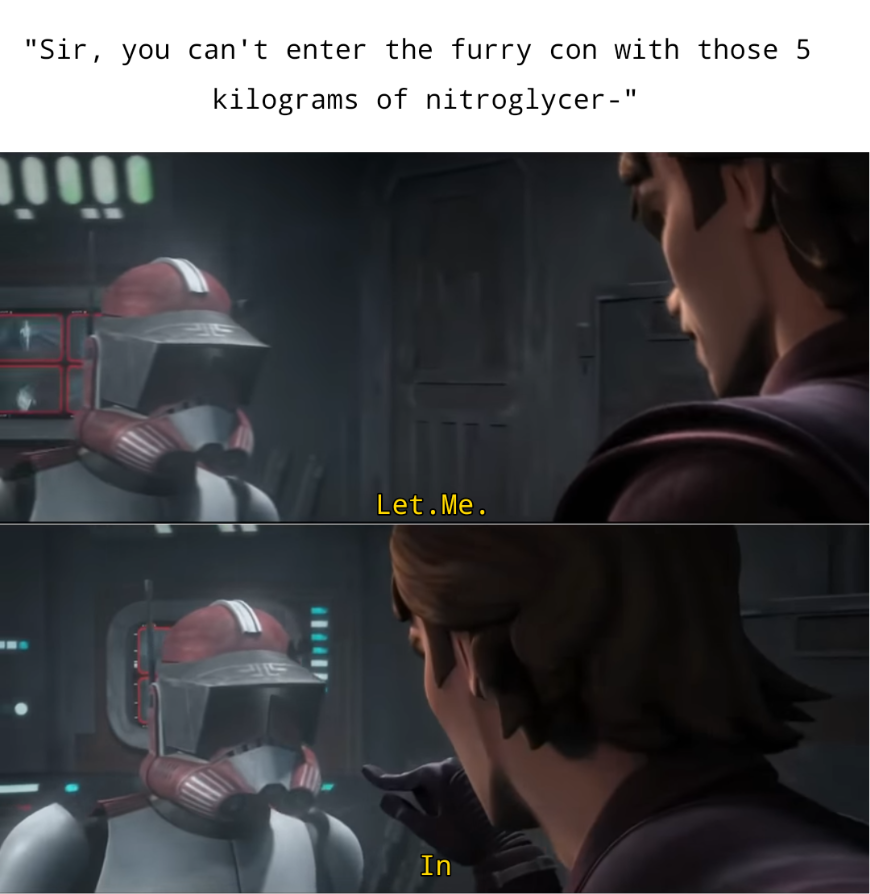 "Sir, you can't enter the furry con with those 5
kilograms of nitroglycer-"
Let.Me.
In